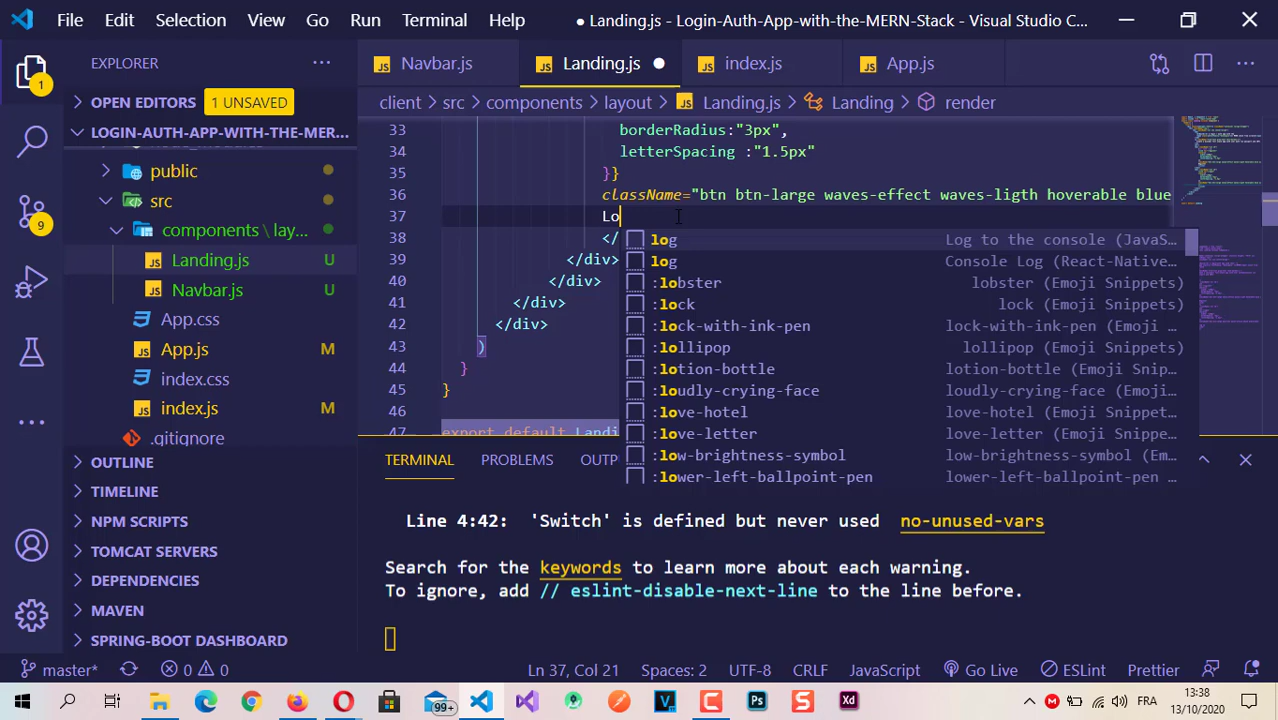 File Edit Selection View Go Run Terminal Help ● Landing.js - Login-Auth-App-with-the-MERN-Stack - Visual Studio C...
EXPLORER
OPEN EDITORS 1 UNSAVED
LOGIN-AUTH-APP-WITH-THE-MER...
public
src
components \ lay...
Landing.js U
Navbar.js U
App.css
App.js M
index.css
index.js M
.gitignore
OUTLINE
TIMELINE
NPM SCRIPTS
TOMCAT SERVERS
DEPENDENCIES
MAVEN
SPRING-BOOT DASHBOARD
1
9
Navbar.js Landing.js ● index.js App.js
client > src > components > layout > Landing.js > Landing > render
33 borderRadius:"3px",
34 letterSpacing :"1.5px"
35 }}
36 className="btn btn-large waves-effect waves-ligth hoverable blue
37 Lo
38 </
39 </div>
40 </div>
41 </div>
42 </div>
43 )
44 }
45 }
46
47 export default Landi
log Log to the console (JavaS...
log Console Log (React-Native...
:lobster lobster (Emoji Snippets)
:lock lock (Emoji Snippets)
:lock-with-ink-pen lock-with-ink-pen (Emoji ...
:lollipop lollipop (Emoji Snippets)
:lotion-bottle lotion-bottle (Emoji Snip...
:loudly-crying-face loudly-crying-face (Emoji...
:love-hotel love-hotel (Emoji Snippet...
:love-letter love-letter (Emoji Snippe...
:low-brightness-symbol low-brightness-symbol (Em...
:lower-left-ballpoint-pen lower-left-ballpoint-pen ...
TERMINAL PROBLEMS OUTP
Line 4:42: 'Switch' is defined but never used no-unused-vars
Search for the keywords to learn more about each warning.
To ignore, add // eslint-disable-next-line to the line before.
master* 0 0 Ln 37, Col 21 Spaces: 2 UTF-8 CRLF JavaScript Go Live ESLint Prettier
99+ FRA 13:38
13/10/2020